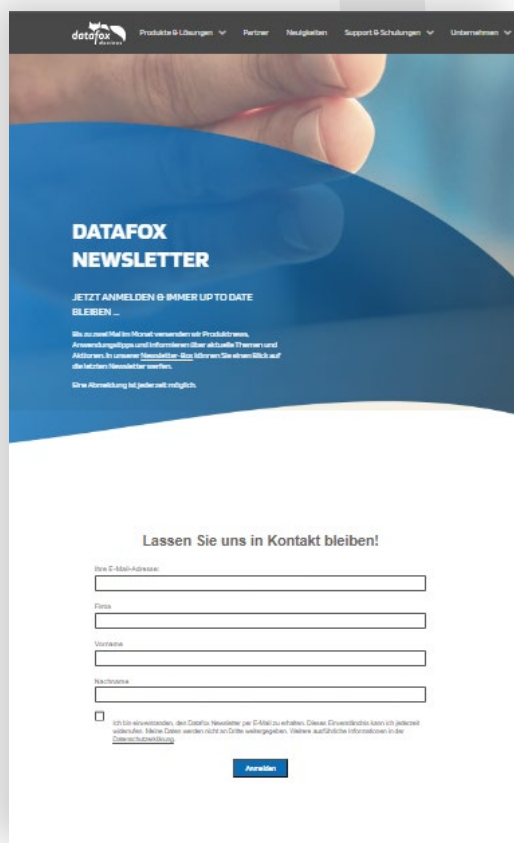 datafox
devices
Produkte & Lösungen
Partner
Neuigkeiten
Support & Schulungen
Unternehmen
DATAFOX
NEWSLETTER
JETZT ANMELDEN & IMMER UP TO DATE
BLEIBEN ...
Bis zu zwei Mal im Monat versenden wir Produktnews,
Anwendungstipps und informieren über aktuelle Themen und
Aktionen. In unserer Newsletter-Box können Sie einen Blick auf
die letzten Newsletter werfen.
Eine Abmeldung ist jederzeit möglich.
Lassen Sie uns in Kontakt bleiben!
Ihre E-Mail-Adresse:
Firma
Vorname
Nachname
Ich bin einverstanden, den Datafox Newsletter per E-Mail zu erhalten. Dieses Einverständnis kann ich jederzeit
widerrufen. Meine Daten werden nicht an Dritte weitergegeben. Weitere ausführliche Informationen in der
Datenschutzerklärung.
Anmelden